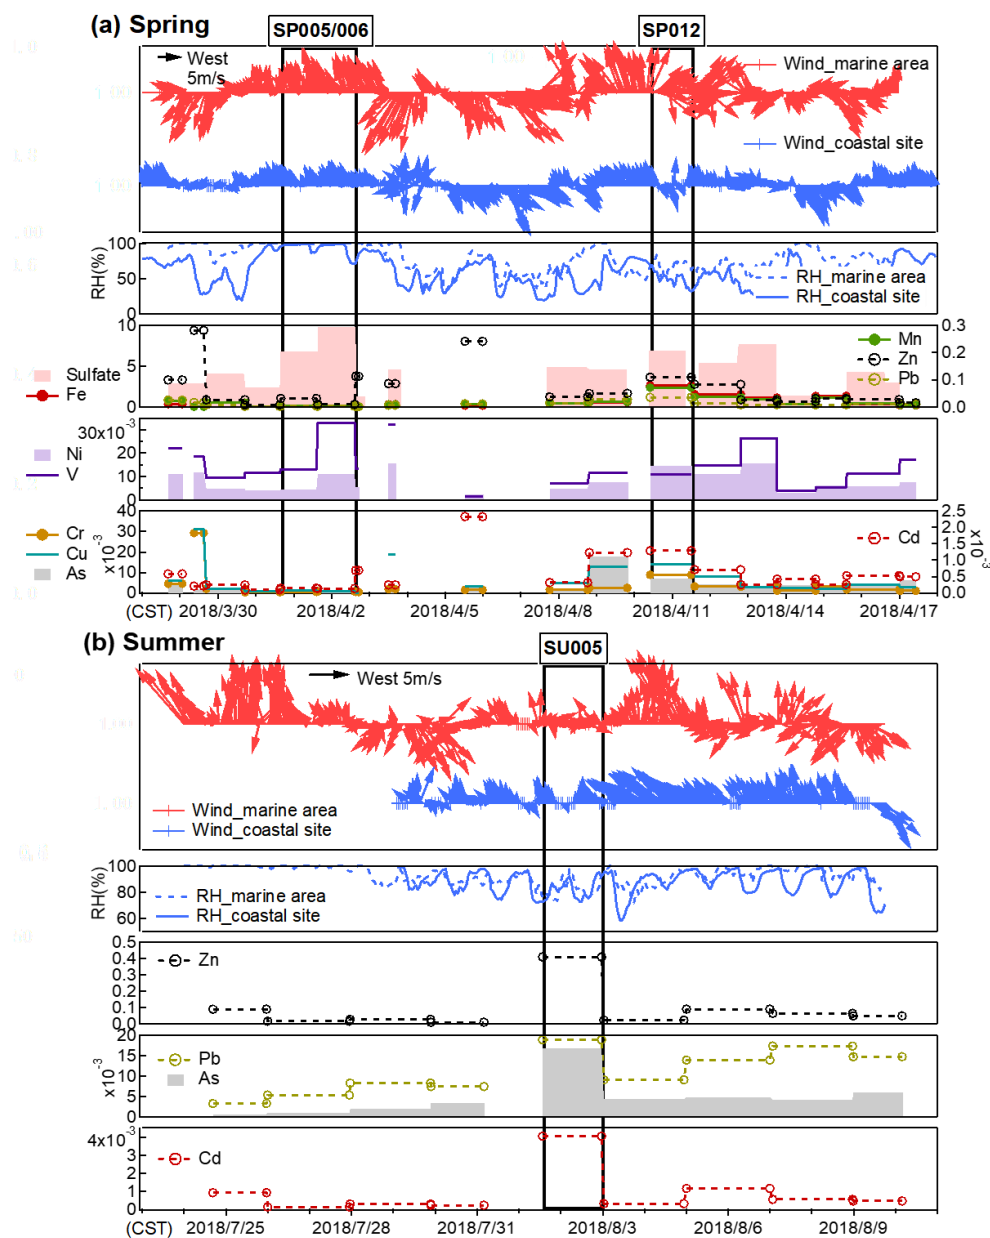 (a) Spring
SP005/006
SP012
West
5m/s
Wind_marine area
Wind_coastal site
RH(%)
100
50
0
RH_marine area
RH_coastal site
10
5
0
Sulfate
Fe
Mn
Zn
Pb
0.3
0.2
0.1
0.0
30x10-3
20
10
0
Ni
V
x10-3
40
30
20
10
0
Cr
Cu
As
Cd
2.5
2.0
1.5
1.0
0.5
0.0
x10-3
(CST)
2018/3/30
2018/4/2
2018/4/5
2018/4/8
2018/4/11
2018/4/14
2018/4/17
(b) Summer
SU005
West 5m/s
Wind_marine area
Wind_coastal site
RH(%)
100
80
60
RH_marine area
RH_coastal site
0.5
0.4
0.3
0.2
0.1
0.0
Zn
x10-3
20
15
10
5
0
Pb
As
4x10-3
3
2
1
0
Cd
(CST)
2018/7/25
2018/7/28
2018/7/31
2018/8/3
2018/8/6
2018/8/9